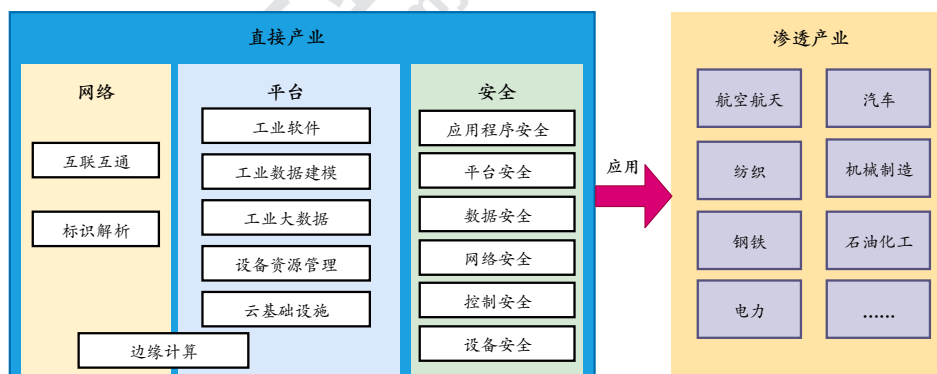 直接产业
网络
互联互通
标识解析
平台
工业软件
工业数据建模
工业大数据
设备资源管理
云基础设施
边缘计算
安全
应用程序安全
平台安全
数据安全
网络安全
控制安全
设备安全
应用
渗透产业
航空航天
汽车
纺织
机械制造
钢铁
石油化工
电力
......